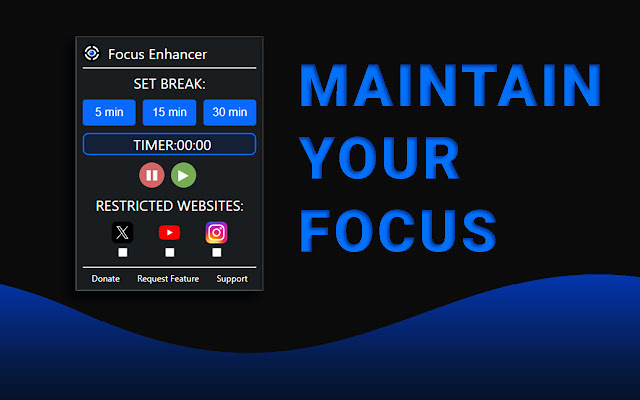 Focus Enhancer
SET BREAK:
5 min 15 min 30 min
TIMER:00:00
RESTRICTED WEBSITES:
Donate Request Feature Support
MAINTAIN
YOUR
FOCUS